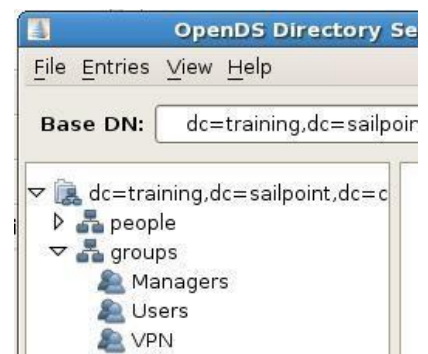 OpenDS Directory Se
File Entries View Help
Base DN: dc=training,dc=sailpoin
dc=training,dc=sailpoint,dc=c
people
groups
Managers
Users
VPN